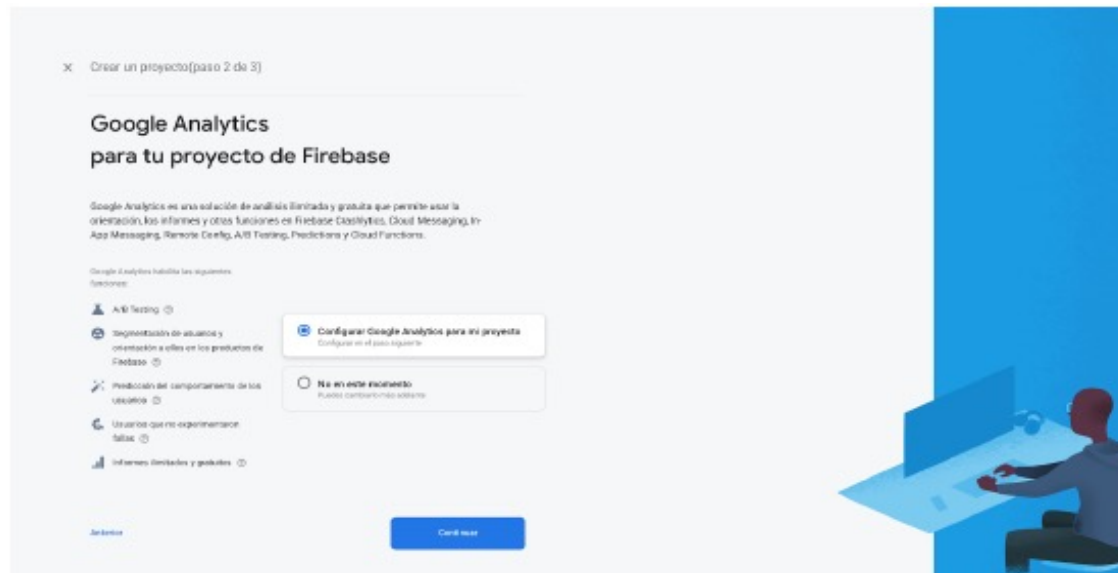 Crear un proyecto(paso 2 de 3)
Google Analytics
para tu proyecto de Firebase
Google Analytics es una solución de análisis ilimitada y gratuita que permite usar la
orientación, los informes y otras funciones en Firebase Crashlytics, Cloud Messaging, In-
App Messaging, Remote Config, A/B Testing, Predictions y Cloud Functions.
Google Analytics habilita las siguientes
funciones:
A/B Testing
Segmentación de usuarios y
orientación a ellos en los productos de
Firebase
Predicción del comportamiento de los
usuarios
Usuarios que no experimentaron
fallas
Informes ilimitados y gratuitos
Configurar Google Analytics para mi proyecto
Configurar en el paso siguiente
No en este momento
Puedes cambiarlo más adelante
Anterior
Continuar